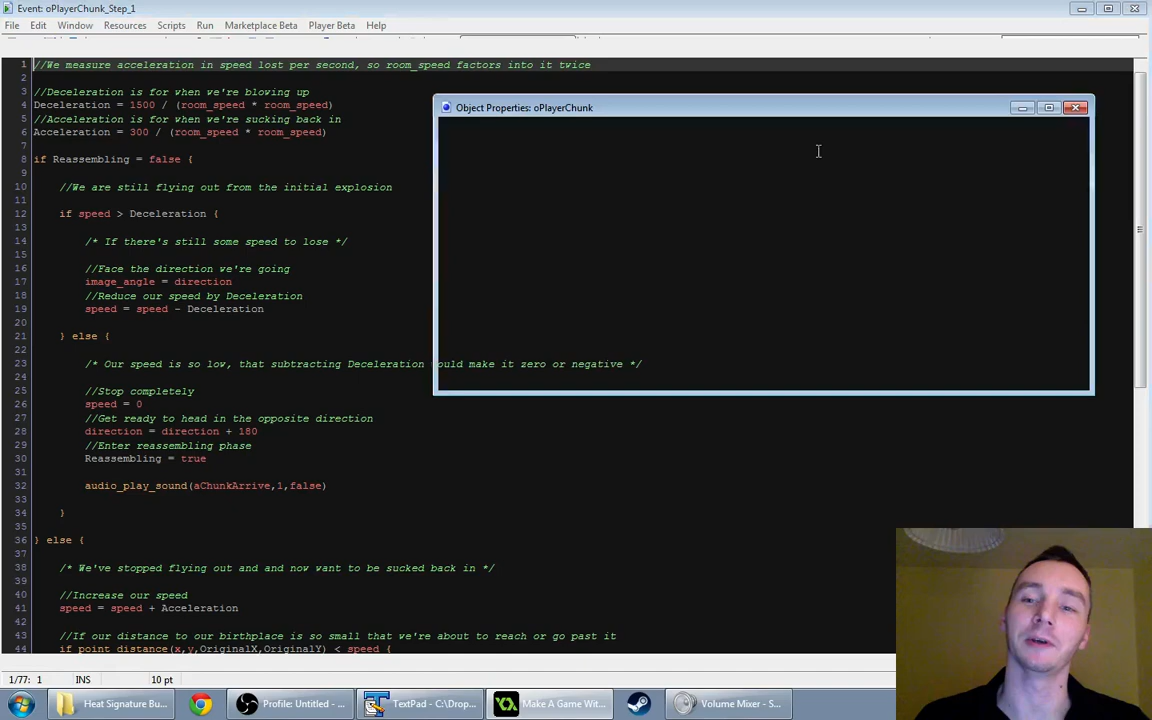 Event: oPlayerChunk_Step_1
File Edit Window Resources Scripts Run Marketplace Beta Player Beta Help
1 //We measure acceleration in speed lost per second, so room_speed factors into it twice
2
3 //Deceleration is for when we're blowing up
4 Deceleration = 1500 / (room_speed * room_speed)
5 //Acceleration is for when we're sucking back in
6 Acceleration = 300 / (room_speed * room_speed)
7
8 if Reassembling = false {
9
10 //We are still flying out from the initial explosion
11
12 if speed > Deceleration {
13
14 /* If there's still some speed to lose */
15
16 //Face the direction we're going
17 image_angle = direction
18 //Reduce our speed by Deceleration
19 speed = speed - Deceleration
20
21 } else {
22
23 /* Our speed is so low, that subtracting Deceleration would make it zero or negative */
24
25 //Stop completely
26 speed = 0
27 //Get ready to head in the opposite direction
28 direction = direction + 180
29 //Enter reassembling phase
30 Reassembling = true
31
32 audio_play_sound(aChunkArrive,1,false)
33
34 }
35
36 } else {
37
38 /* We've stopped flying out and and now want to be sucked back in */
39
40 //Increase our speed
41 speed = speed + Acceleration
42
43 //If our distance to our birthplace is so small that we're about to reach or go past it
44 if point_distance(x,y,OriginalX,OriginalY) < speed {
Object Properties: oPlayerChunk
1/77: 1 INS 10 pt
Heat Signature Bu... Profile: Untitled - ... TextPad - C:\Drop... Make A Game Wit... Volume Mixer - S...